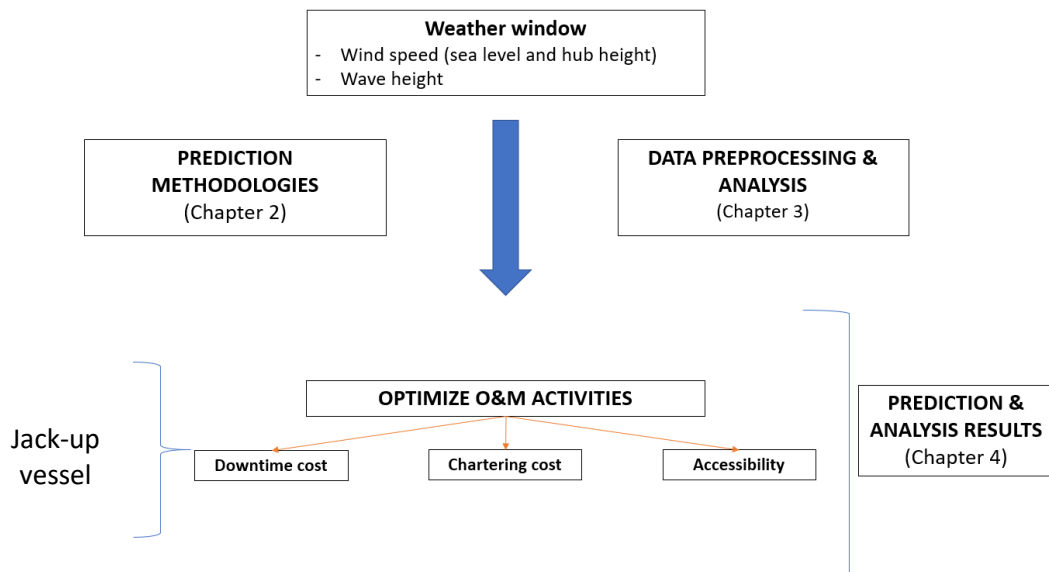 Weather window
- Wind speed (sea level and hub height)
- Wave height
PREDICTION
METHODOLOGIES
(Chapter 2)
DATA PREPROCESSING &
ANALYSIS
(Chapter 3)
OPTIMIZE O&M ACTIVITIES
Jack-up
vessel
Downtime cost
Chartering cost
Accessibility
PREDICTION &
ANALYSIS RESULTS
(Chapter 4)